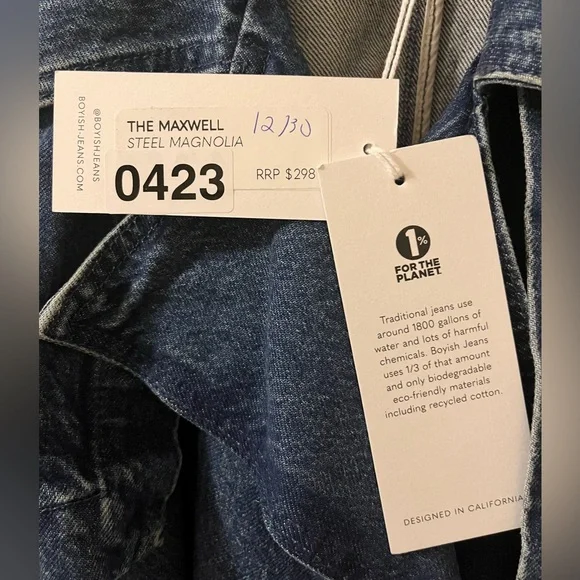 @BOYISHJEANS
BOYISH-JEANS.COM
THE MAXWELL
STEEL MAGNOLIA
12/30
0423
RRP $298
1%
FOR THE
PLANET.
Traditional jeans use
around 1800 gallons of
water and lots of harmful
chemicals. Boyish Jeans
uses 1/3 of that amount
and only biodegradable
eco-friendly materials
including recycled cotton.
DESIGNED IN CALIFORNIA